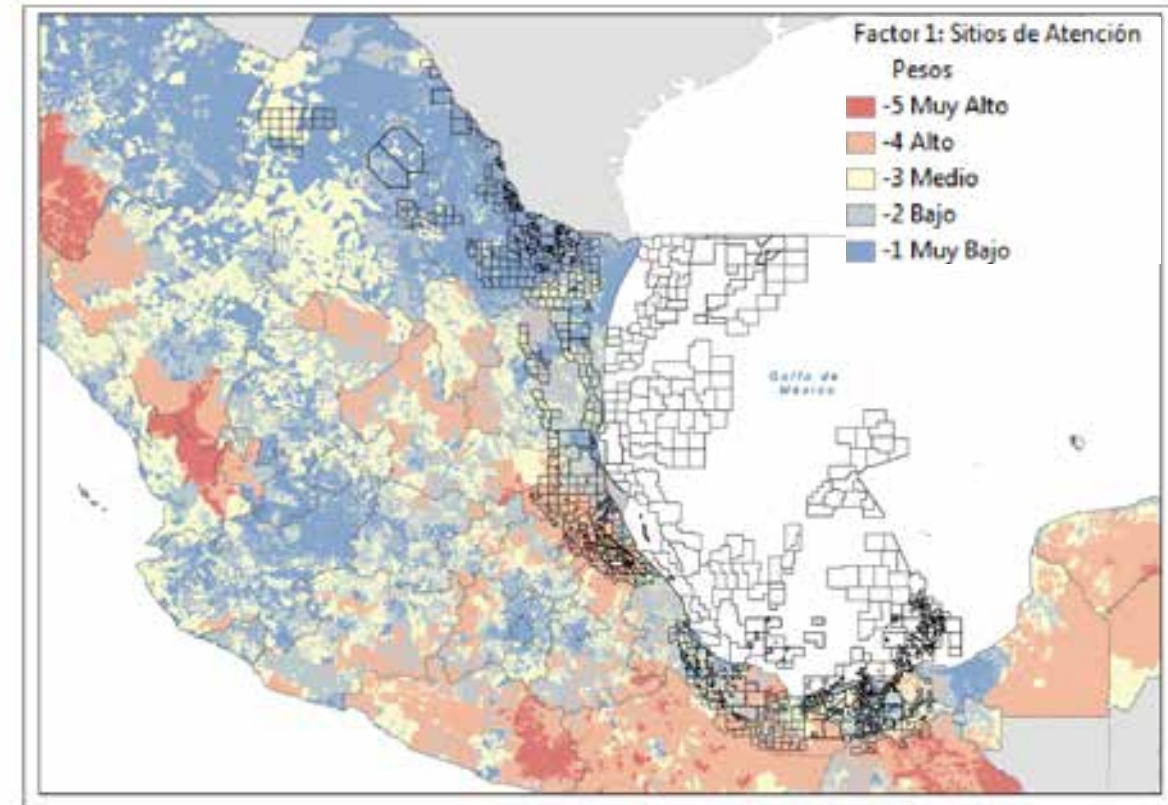 Factor 1: Sitios de Atención
Pesos
-5 Muy Alto
-4 Alto
-3 Medio
-2 Bajo
-1 Muy Bajo
Golfo de
México